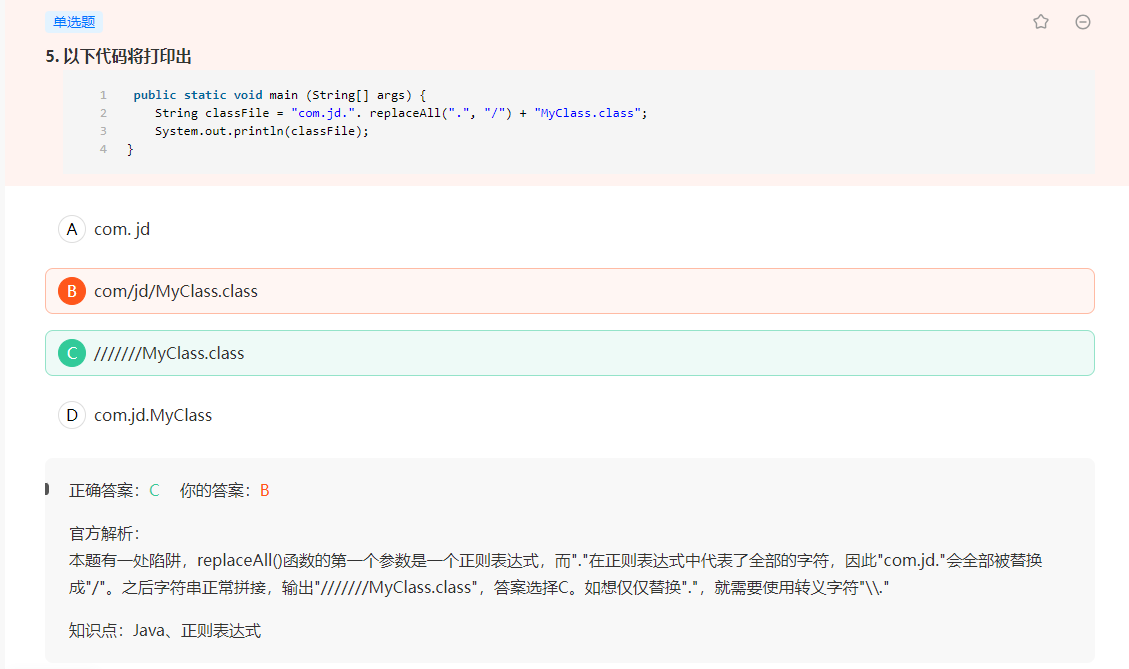 单选题
5. 以下代码将打印出
1 public static void main (String[] args) {
2 String classFile = "com.jd.". replaceAll(".", "/") + "MyClass.class";
3 System.out.println(classFile);
4 }
A com. jd
B com/jd/MyClass.class
C ///////MyClass.class
D com.jd.MyClass
正确答案：C 你的答案：B
官方解析：
本题有一处陷阱，replaceAll()函数的第一个参数是一个正则表达式，而"."在正则表达式中代表了全部的字符，因此"com.jd."会全部被替换
成"/"。之后字符串正常拼接，输出"///////MyClass.class"，答案选择C。如想仅仅替换"."，就需要使用转义字符"\\."
知识点：Java、正则表达式